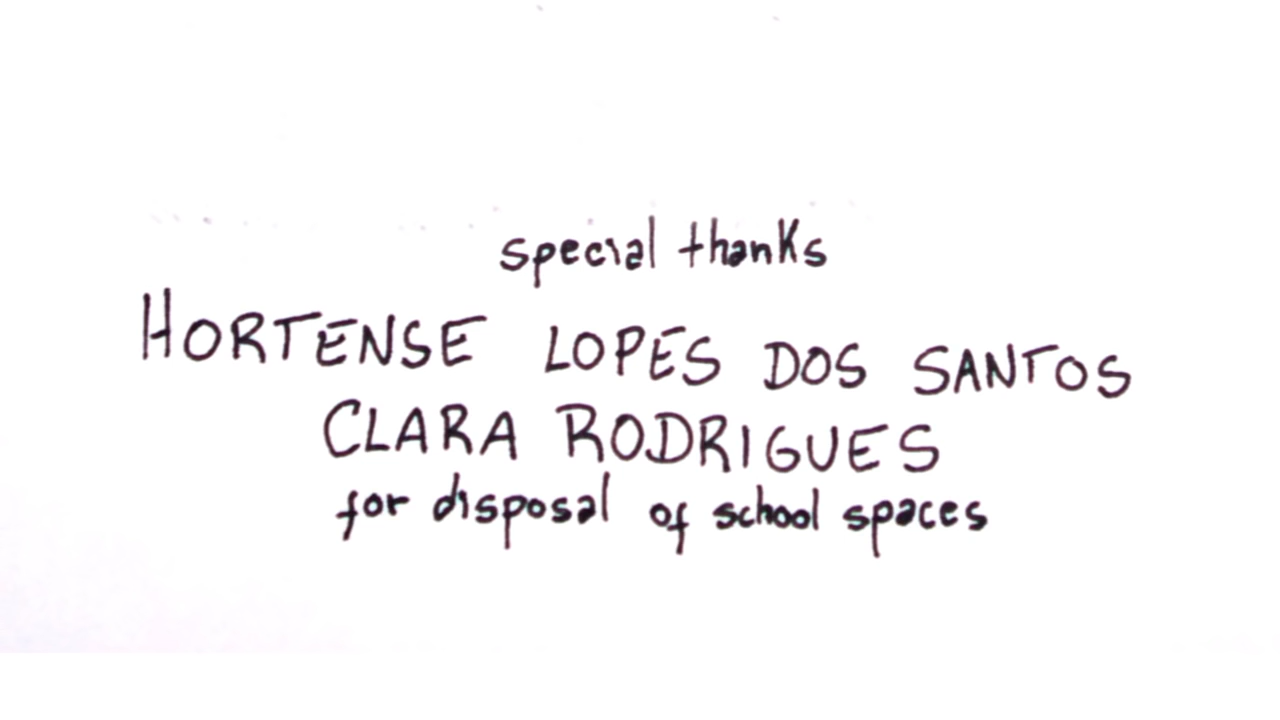 special thanks
HORTENSE LOPES DOS SANTOS
CLARA RODRIGUES
for disposal of school spaces